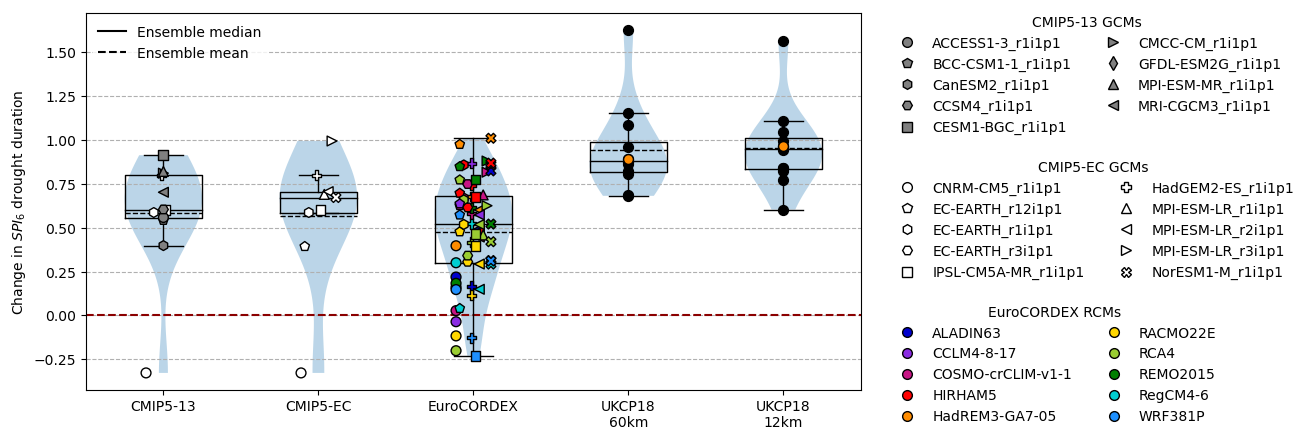 Ensemble median
Ensemble mean
Change in SPI6 drought duration
1.50
1.25
1.00
0.75
0.50
0.25
0.00
−0.25
CMIP5-13
CMIP5-EC
EuroCORDEX
UKCP18
60km
UKCP18
12km
CMIP5-13 GCMs
ACCESS1-3_r1i1p1
BCC-CSM1-1_r1i1p1
CanESM2_r1i1p1
CCSM4_r1i1p1
CESM1-BGC_r1i1p1
CMCC-CM_r1i1p1
GFDL-ESM2G_r1i1p1
MPI-ESM-MR_r1i1p1
MRI-CGCM3_r1i1p1
CMIP5-EC GCMs
CNRM-CM5_r1i1p1
EC-EARTH_r12i1p1
EC-EARTH_r1i1p1
EC-EARTH_r3i1p1
IPSL-CM5A-MR_r1i1p1
HadGEM2-ES_r1i1p1
MPI-ESM-LR_r1i1p1
MPI-ESM-LR_r2i1p1
MPI-ESM-LR_r3i1p1
NorESM1-M_r1i1p1
EuroCORDEX RCMs
ALADIN63
CCLM4-8-17
COSMO-crCLIM-v1-1
HIRHAM5
HadREM3-GA7-05
RACMO22E
RCA4
REMO2015
RegCM4-6
WRF381P